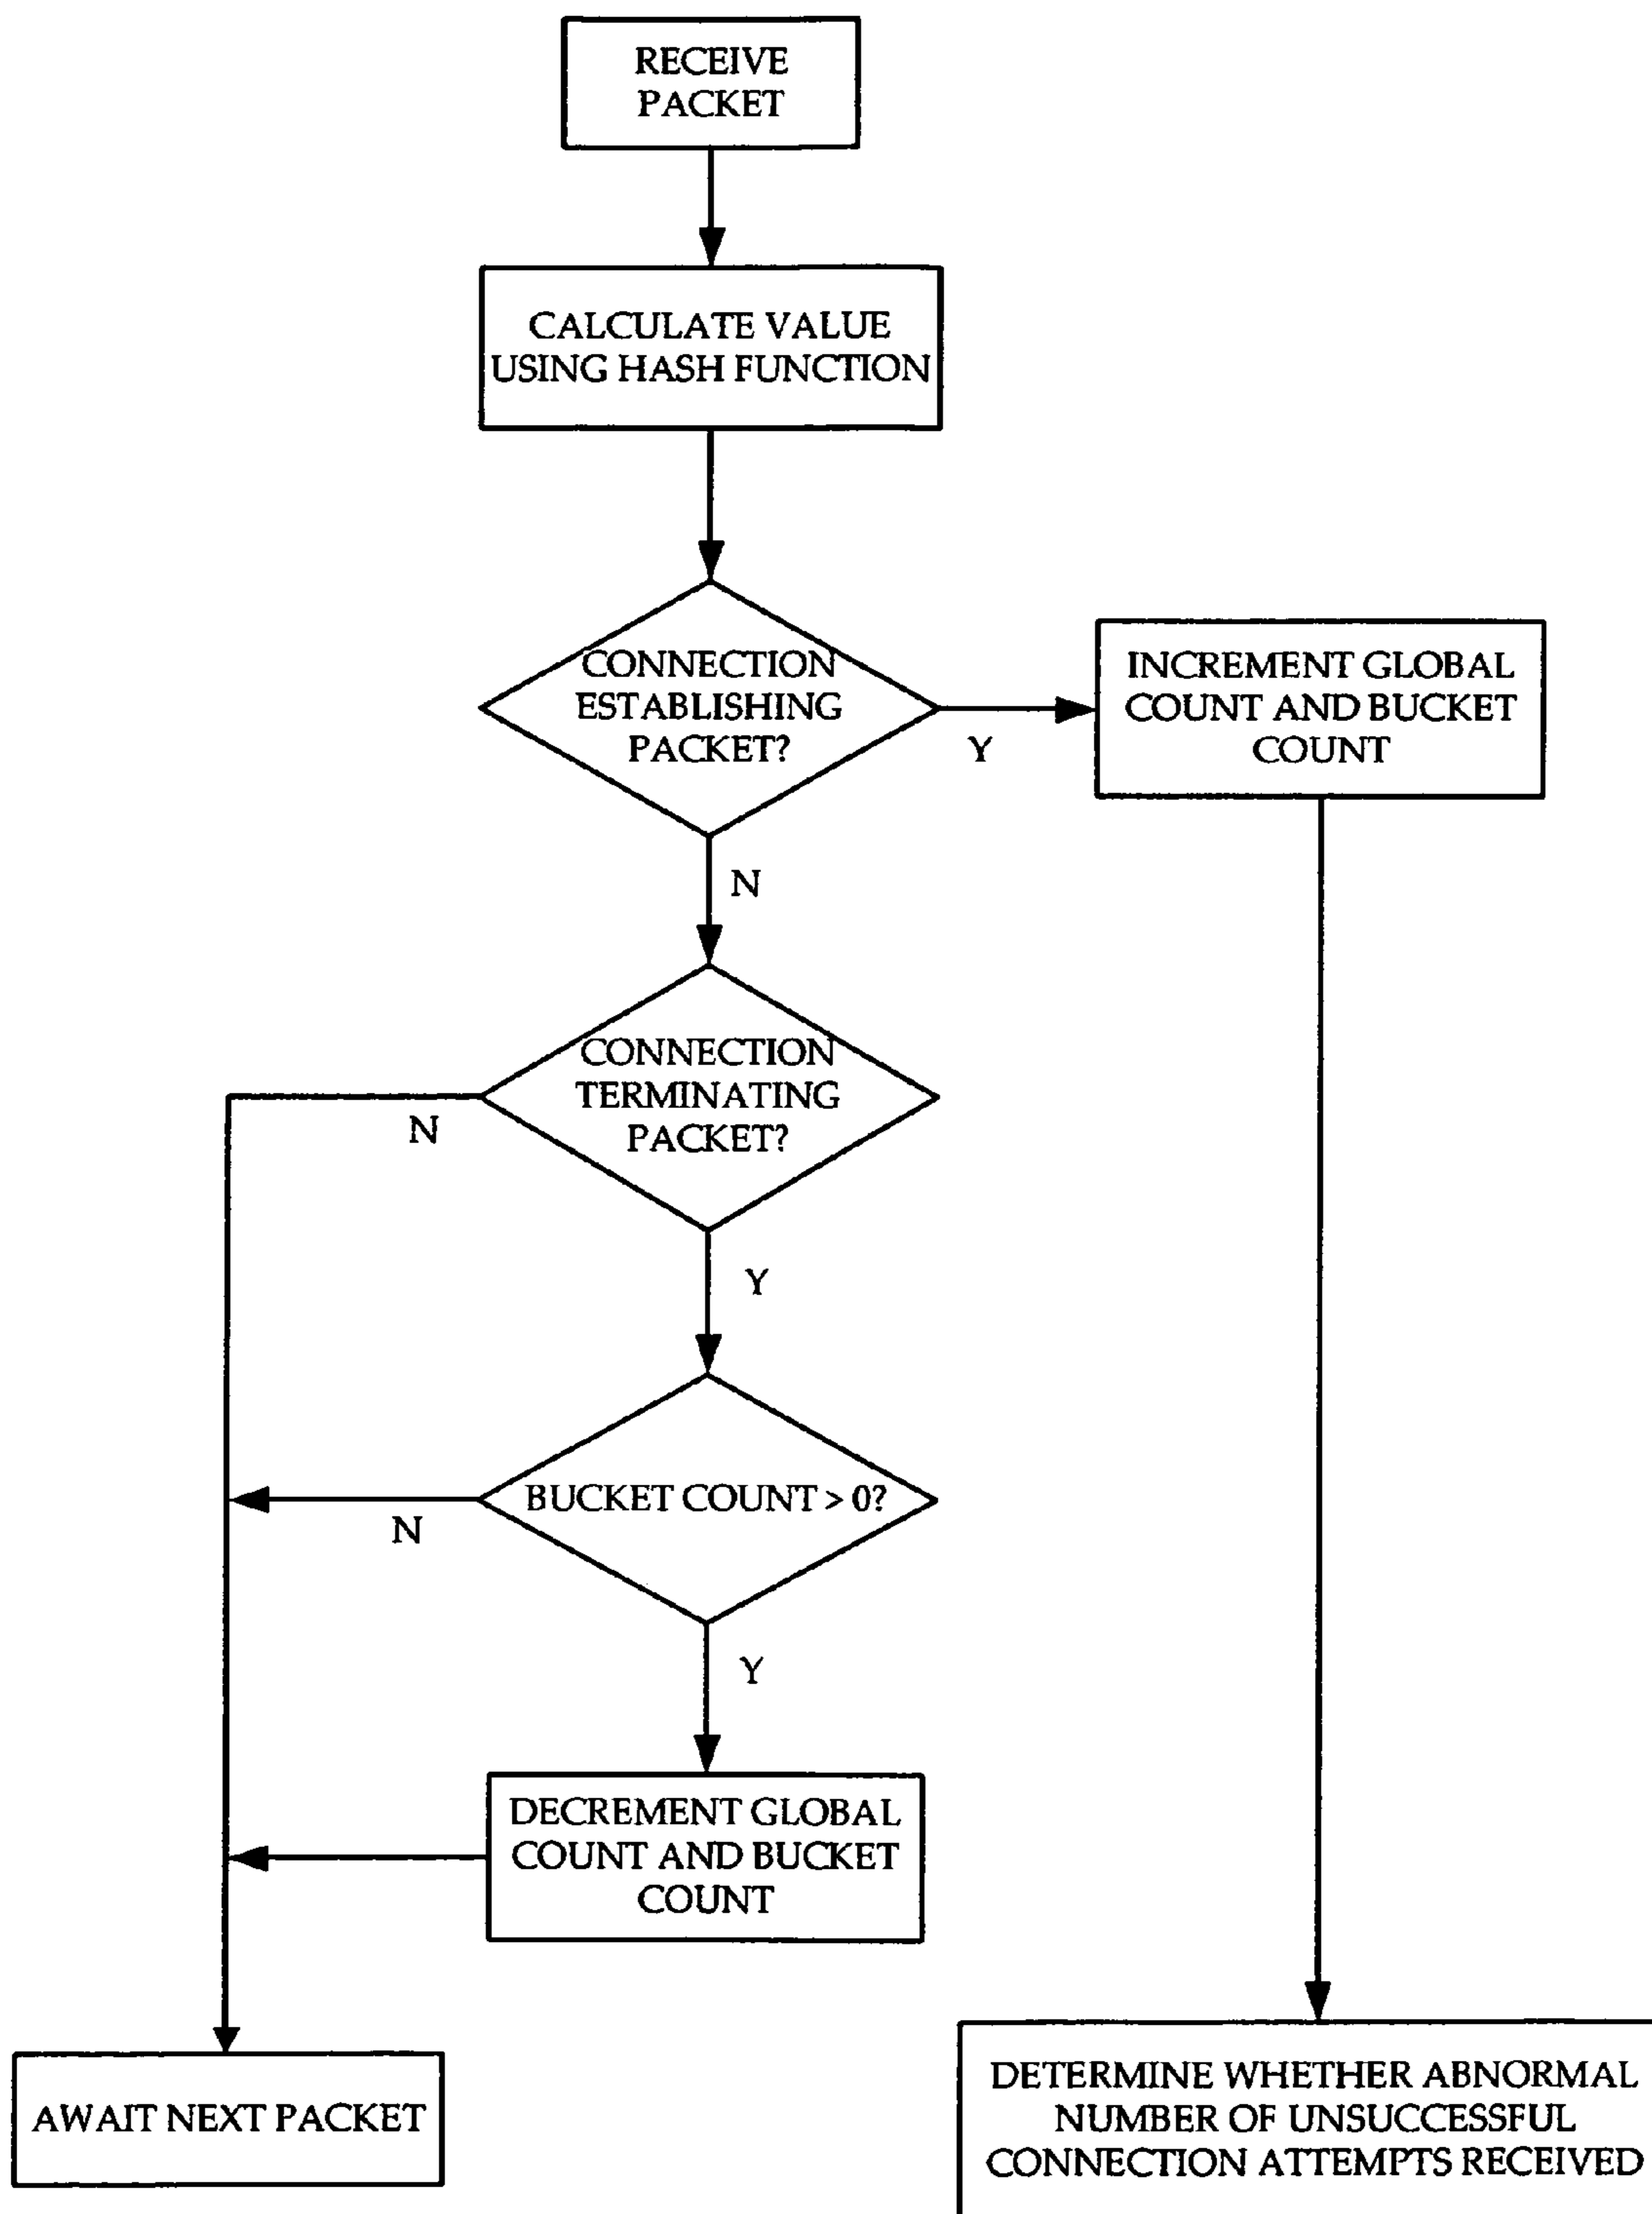 RECEIVE
PACKET
CALCULATE VALUE
USING HASH FUNCTION
CONNECTION
ESTABLISHING
PACKET?
Y
INCREMENT GLOBAL
COUNT AND BUCKET
COUNT
N
CONNECTION
TERMINATING
PACKET?
N
Y
BUCKET COUNT > 0?
N
Y
DECREMENT GLOBAL
COUNT AND BUCKET
COUNT
AWAIT NEXT PACKET
DETERMINE WHETHER ABNORMAL
NUMBER OF UNSUCCESSFUL
CONNECTION ATTEMPTS RECEIVED